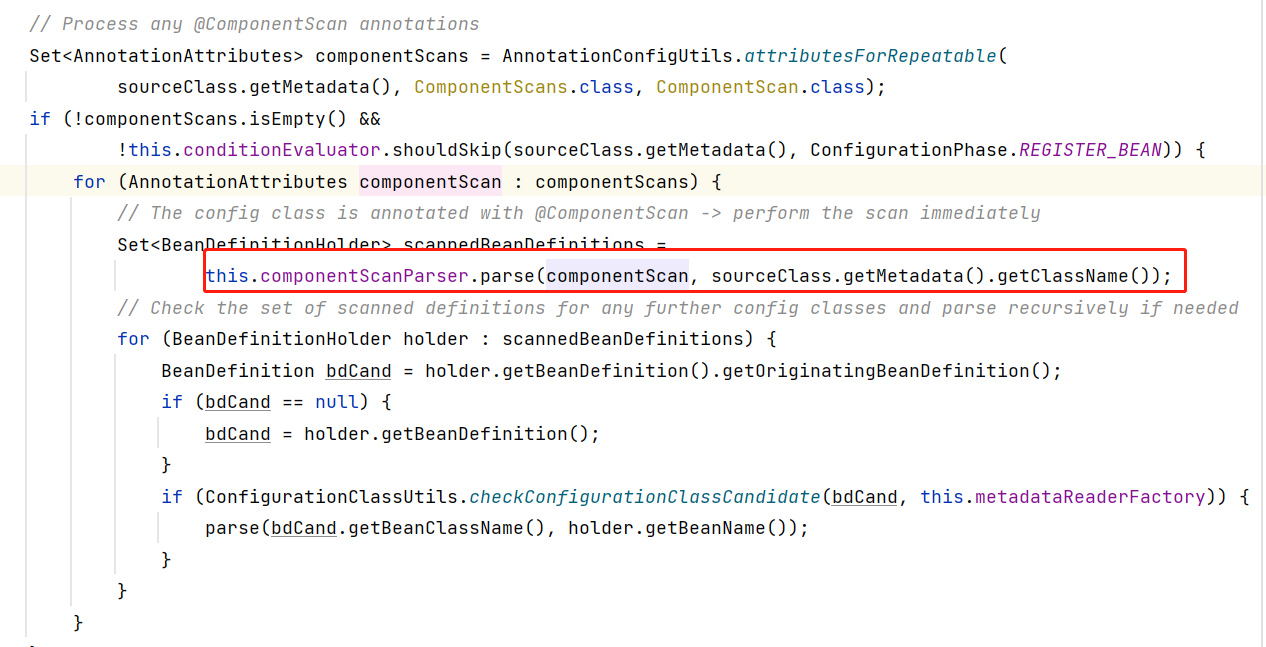 // Process any @ComponentScan annotations
Set<AnnotationAttributes> componentScans = AnnotationConfigUtils.attributesForRepeatable(
sourceClass.getMetadata(), ComponentScans.class, ComponentScan.class);
if (!componentScans.isEmpty() &&
!this.conditionEvaluator.shouldSkip(sourceClass.getMetadata(), ConfigurationPhase.REGISTER_BEAN)) {
for (AnnotationAttributes componentScan : componentScans) {
// The config class is annotated with @ComponentScan -> perform the scan immediately
Set<BeanDefinitionHolder> scannedBeanDefinitions =
this.componentScanParser.parse(componentScan, sourceClass.getMetadata().getClassName());
// Check the set of scanned definitions for any further config classes and parse recursively if needed
for (BeanDefinitionHolder holder : scannedBeanDefinitions) {
BeanDefinition bdCand = holder.getBeanDefinition().getOriginatingBeanDefinition();
if (bdCand == null) {
bdCand = holder.getBeanDefinition();
}
if (ConfigurationClassUtils.checkConfigurationClassCandidate(bdCand, this.metadataReaderFactory)) {
parse(bdCand.getBeanClassName(), holder.getBeanName());
}
}
}